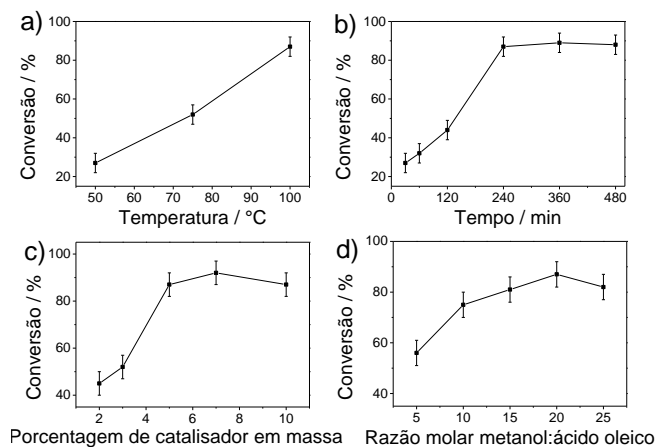 a)
Conversão / %
100
80
60
40
20
50 60 70 80 90 100
Temperatura / °C
b)
Conversão / %
100
80
60
40
20
0 120 240 360 480
Tempo / min
c)
Conversão / %
100
80
60
40
2 4 6 8 10
Porcentagem de catalisador em massa
d)
Conversão / %
100
80
60
40
5 10 15 20 25
Razão molar metanol:ácido oleico